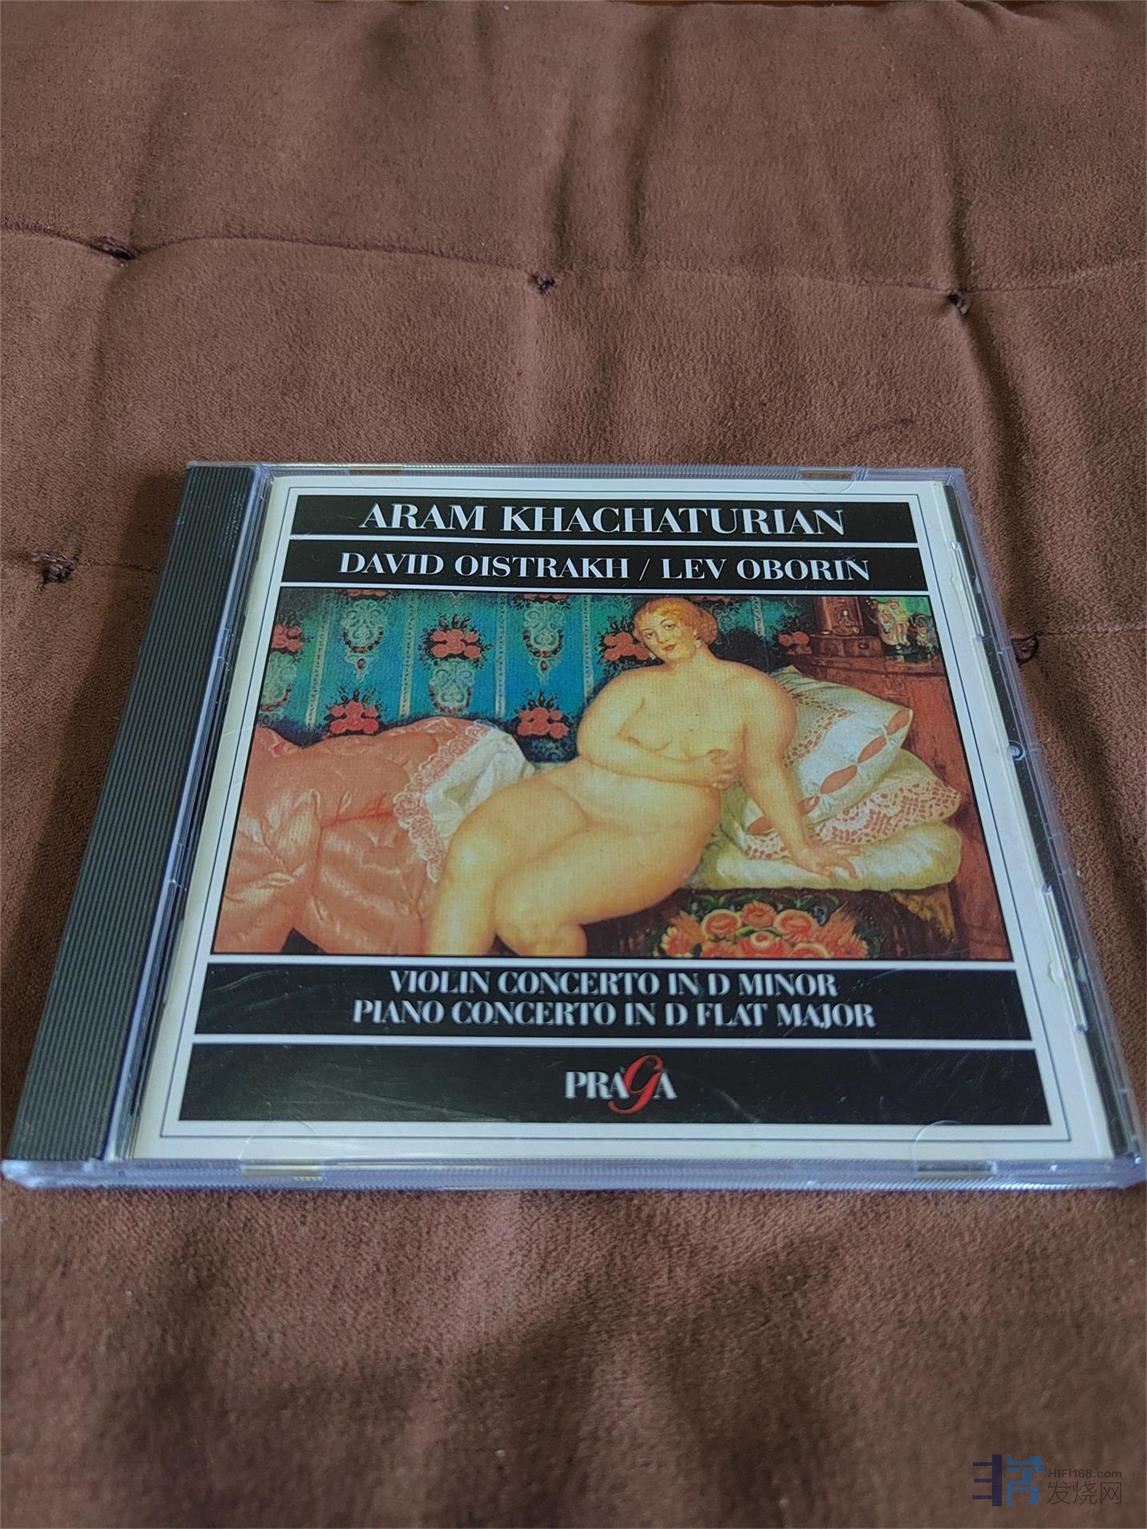 ARAM KHACHATURIAN
DAVID OISTRAKH / LEV OBORIN
VIOLIN CONCERTO IN D MINOR
PIANO CONCERTO IN D FLAT MAJOR
PRAGA
HIFI168.com
发烧网